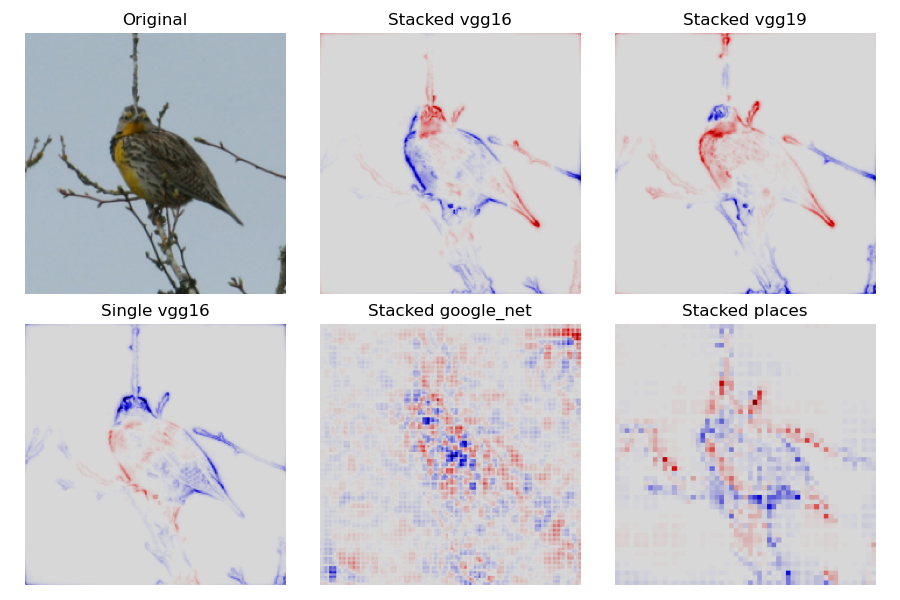 Original
Stacked vgg16
Stacked vgg19
Single vgg16
Stacked google_net
Stacked places